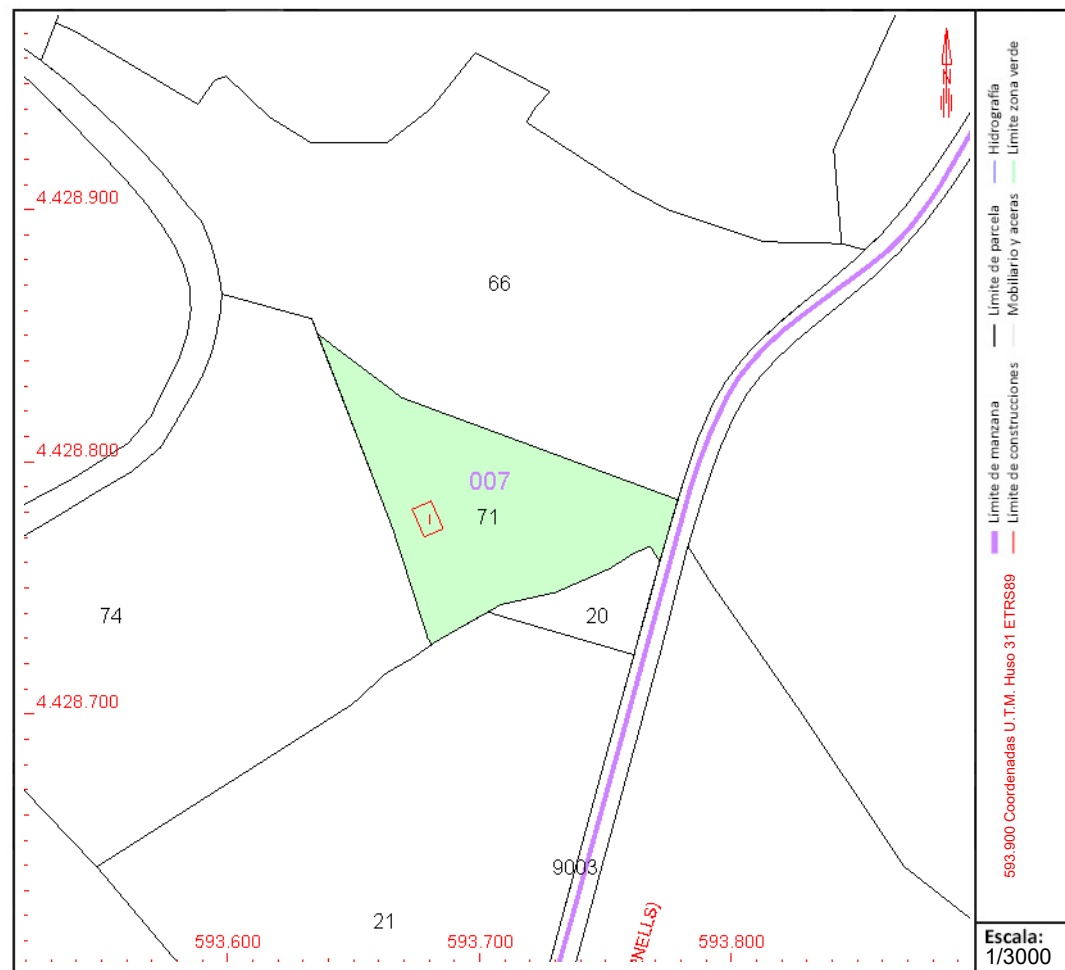 N
4.428.900
66
4.428.800
007
71
74
20
4.428.700
9003
21
593.600
593.700
NELLS)
593.800
Hidrografía
Límite zona verde
Límite de parcela
Mobiliario y aceras
Límite de manzana
Límite de construcciones
593.900 Coordenadas U.T.M. Huso 31 ETRS89
Escala:
1/3000